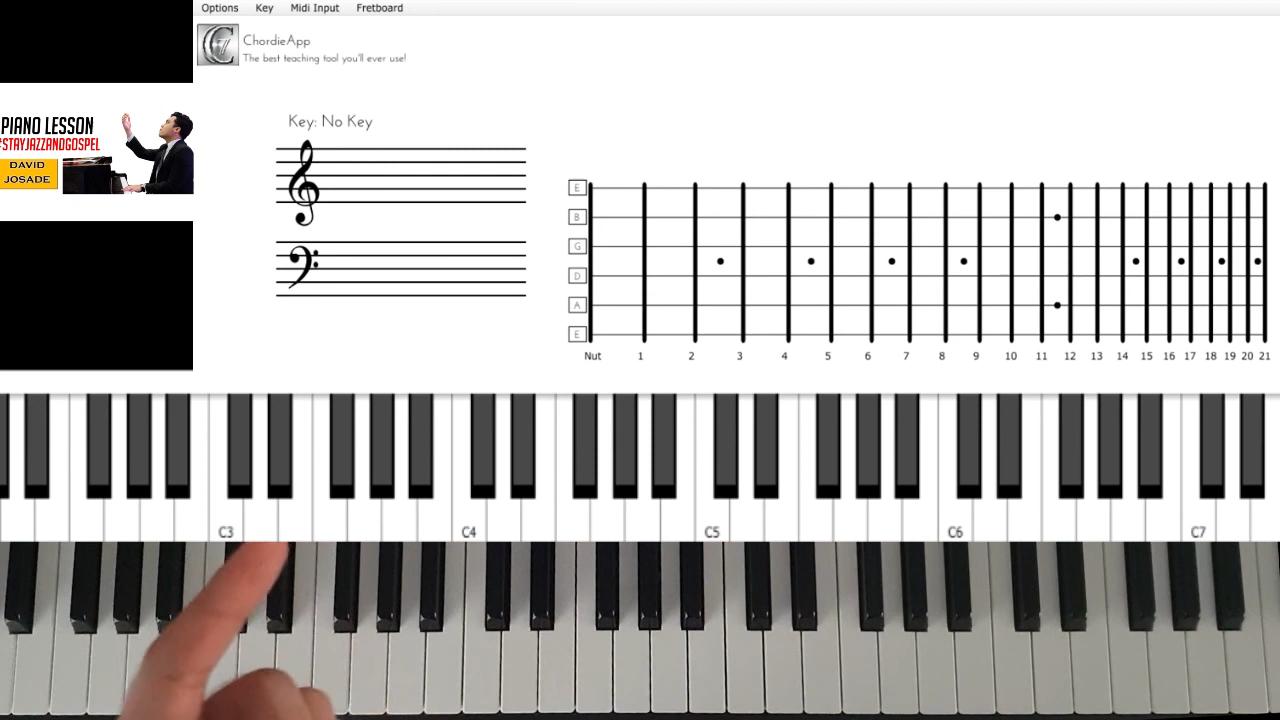 Options Key Midi Input Fretboard
ChordieApp
The best teaching tool you'll ever use!
PIANO LESSON
#STAYJAZZANDGOSPEL
DAVID
JOSADE
Key: No Key
E
B
G
D
A
E
Nut 1 2 3 4 5 6 7 8 9 10 11 12 13 14 15 16 17 18 19 20 21
C3 C4 C5 C6 C7